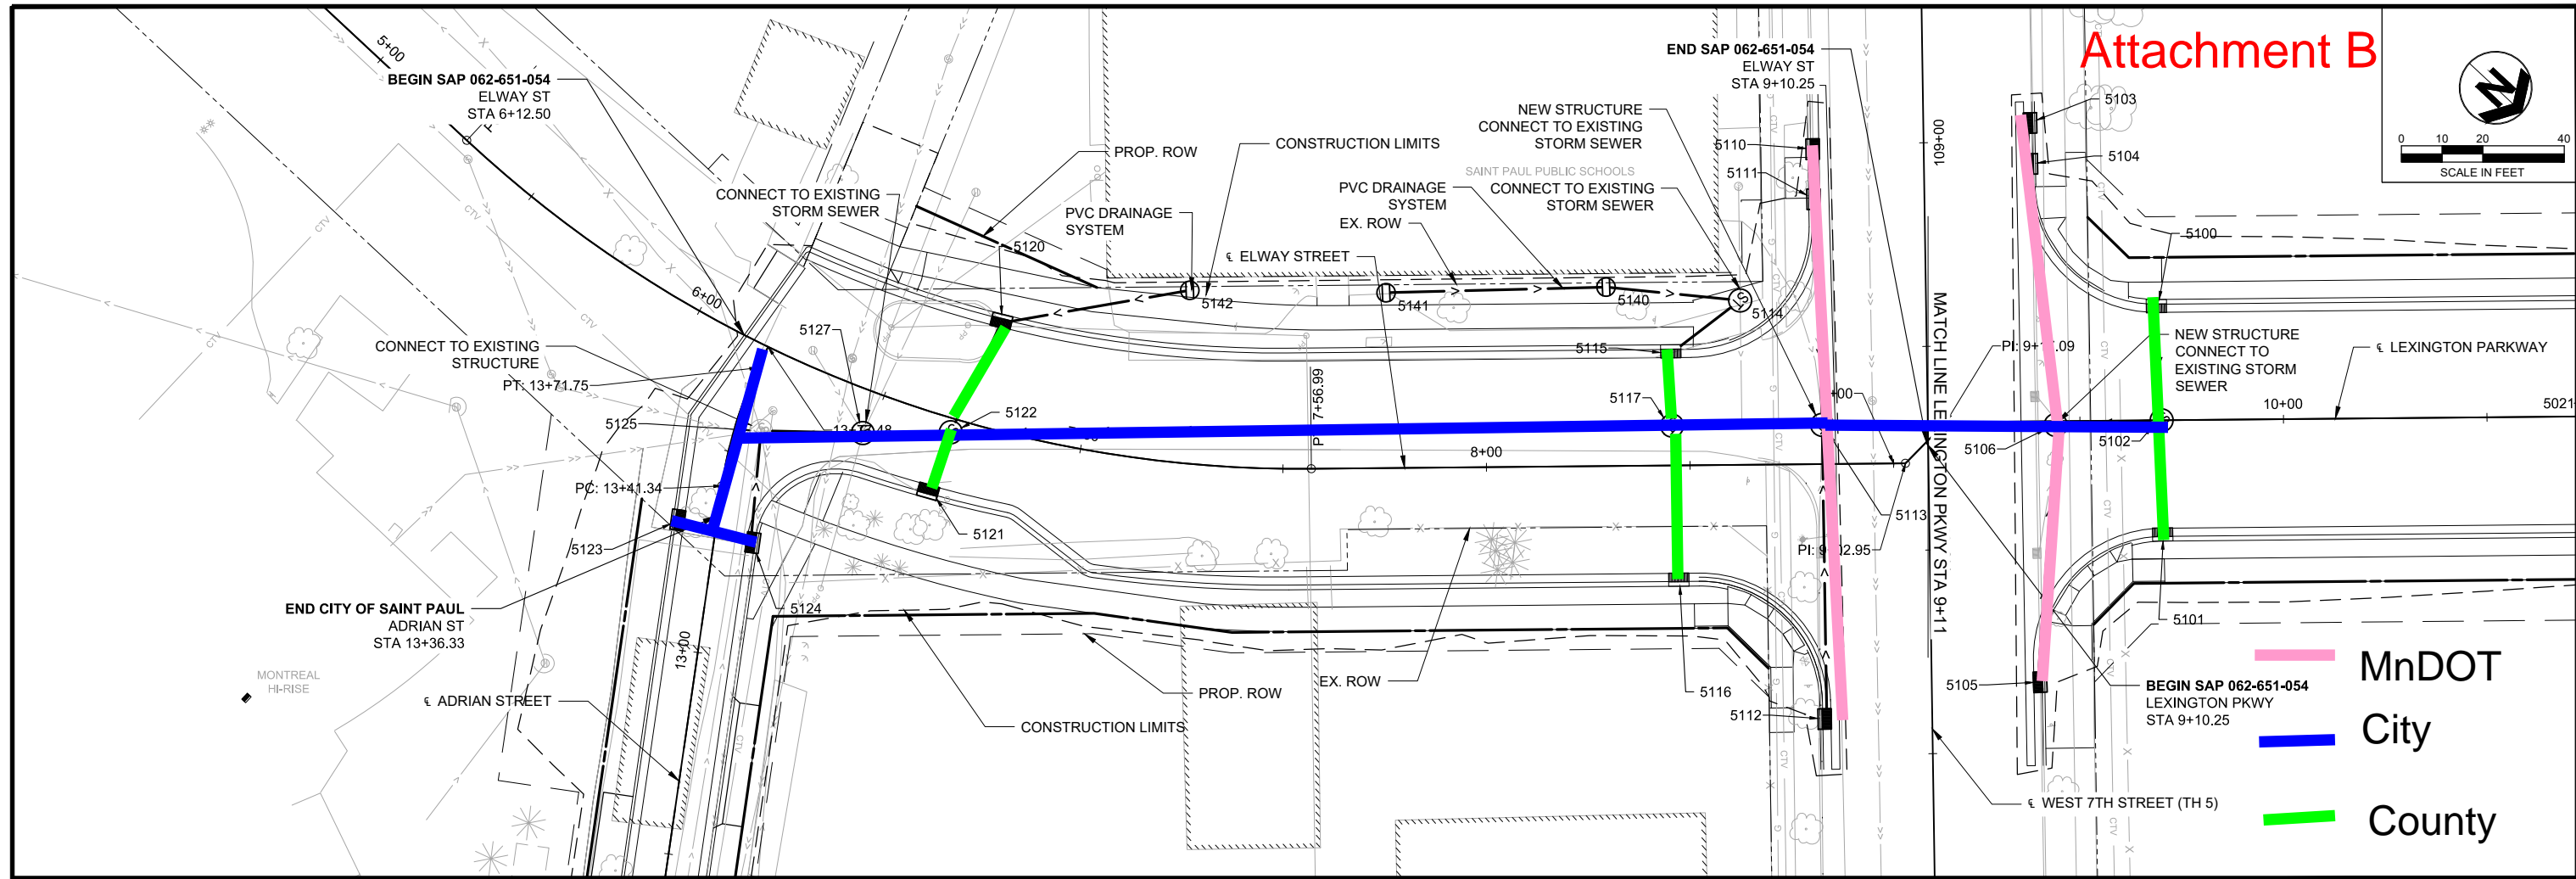 Attachment B
0 10 20 40
SCALE IN FEET
5+00
BEGIN SAP 062-651-054
ELWAY ST
STA 6+12.50
CONNECT TO EXISTING
STORM SEWER
PROP. ROW
CONSTRUCTION LIMITS
PVC DRAINAGE
SYSTEM
5120
PVC DRAINAGE
SYSTEM
EX. ROW
℄ ELWAY STREET
SAINT PAUL PUBLIC SCHOOLS
NEW STRUCTURE
CONNECT TO EXISTING
STORM SEWER
CONNECT TO EXISTING
STORM SEWER
END SAP 062-651-054
ELWAY ST
STA 9+10.25
5110
5111
109+00
5103
5104
5100
6+00
5127
5142
5141
5140
ST
5114
5115
5117
CONNECT TO EXISTING
STRUCTURE
PT: 13+71.75
5125
5122
7+56.99
8+00
MATCH LINE LEXINGTON PKWY STA 9+11
NEW STRUCTURE
CONNECT TO
EXISTING STORM
SEWER
℄ LEXINGTON PARKWAY
10+00
5021
5106
5102
PC: 13+41.34
5123
5121
5113
5124
END CITY OF SAINT PAUL
ADRIAN ST
STA 13+36.33
13+00
MONTREAL
HI-RISE
℄ ADRIAN STREET
CONSTRUCTION LIMITS
PROP. ROW
EX. ROW
5116
5112
5105
5101
BEGIN SAP 062-651-054
LEXINGTON PKWY
STA 9+10.25
℄ WEST 7TH STREET (TH 5)
MnDOT
City
County